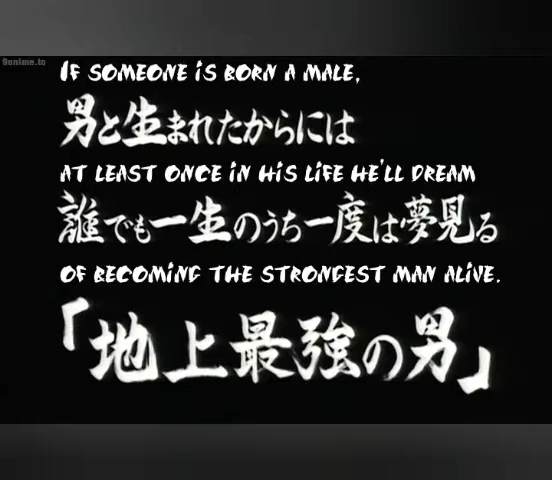 9anime.to
IF SOMEONE IS BORN A MALE,
男と生まれたからには
AT LEAST ONCE IN HIS LIFE HE'LL DREAM
誰でも一生のうち一度は夢見る
OF BECOMING THE STRONGEST MAN ALIVE.
「地上最強の男」